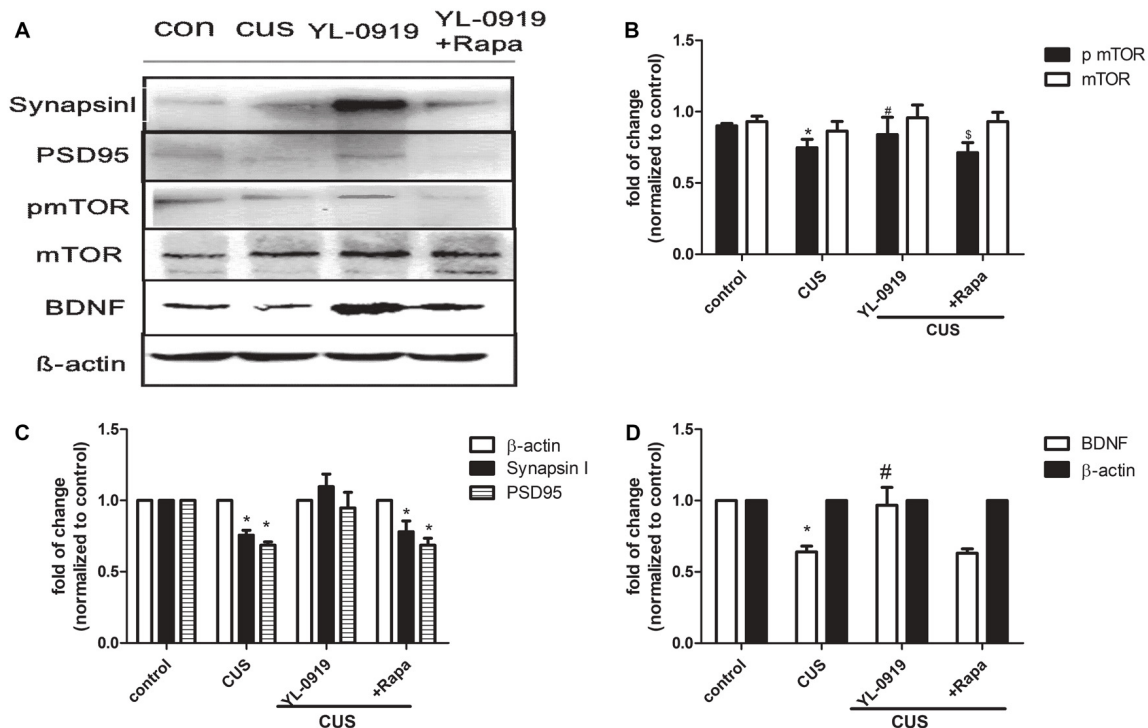 A
con CUS YL-0919 YL-0919
+Rapa
SynapsinI
PSD95
pmTOR
mTOR
BDNF
ß-actin
B
fold of change
(normalized to control)
1.5
1.0
0.5
0.0
* # $
control CUS YL-0919 +Rapa
CUS
p mTOR
mTOR
C
fold of change
(normalized to control)
1.5
1.0
0.5
0.0
* * * *
control CUS YL-0919 +Rapa
CUS
β-actin
Synapsin I
PSD95
D
fold of change
(normalized to control)
1.5
1.0
0.5
0.0
* #
control CUS YL-0919 +Rapa
CUS
BDNF
β-actin